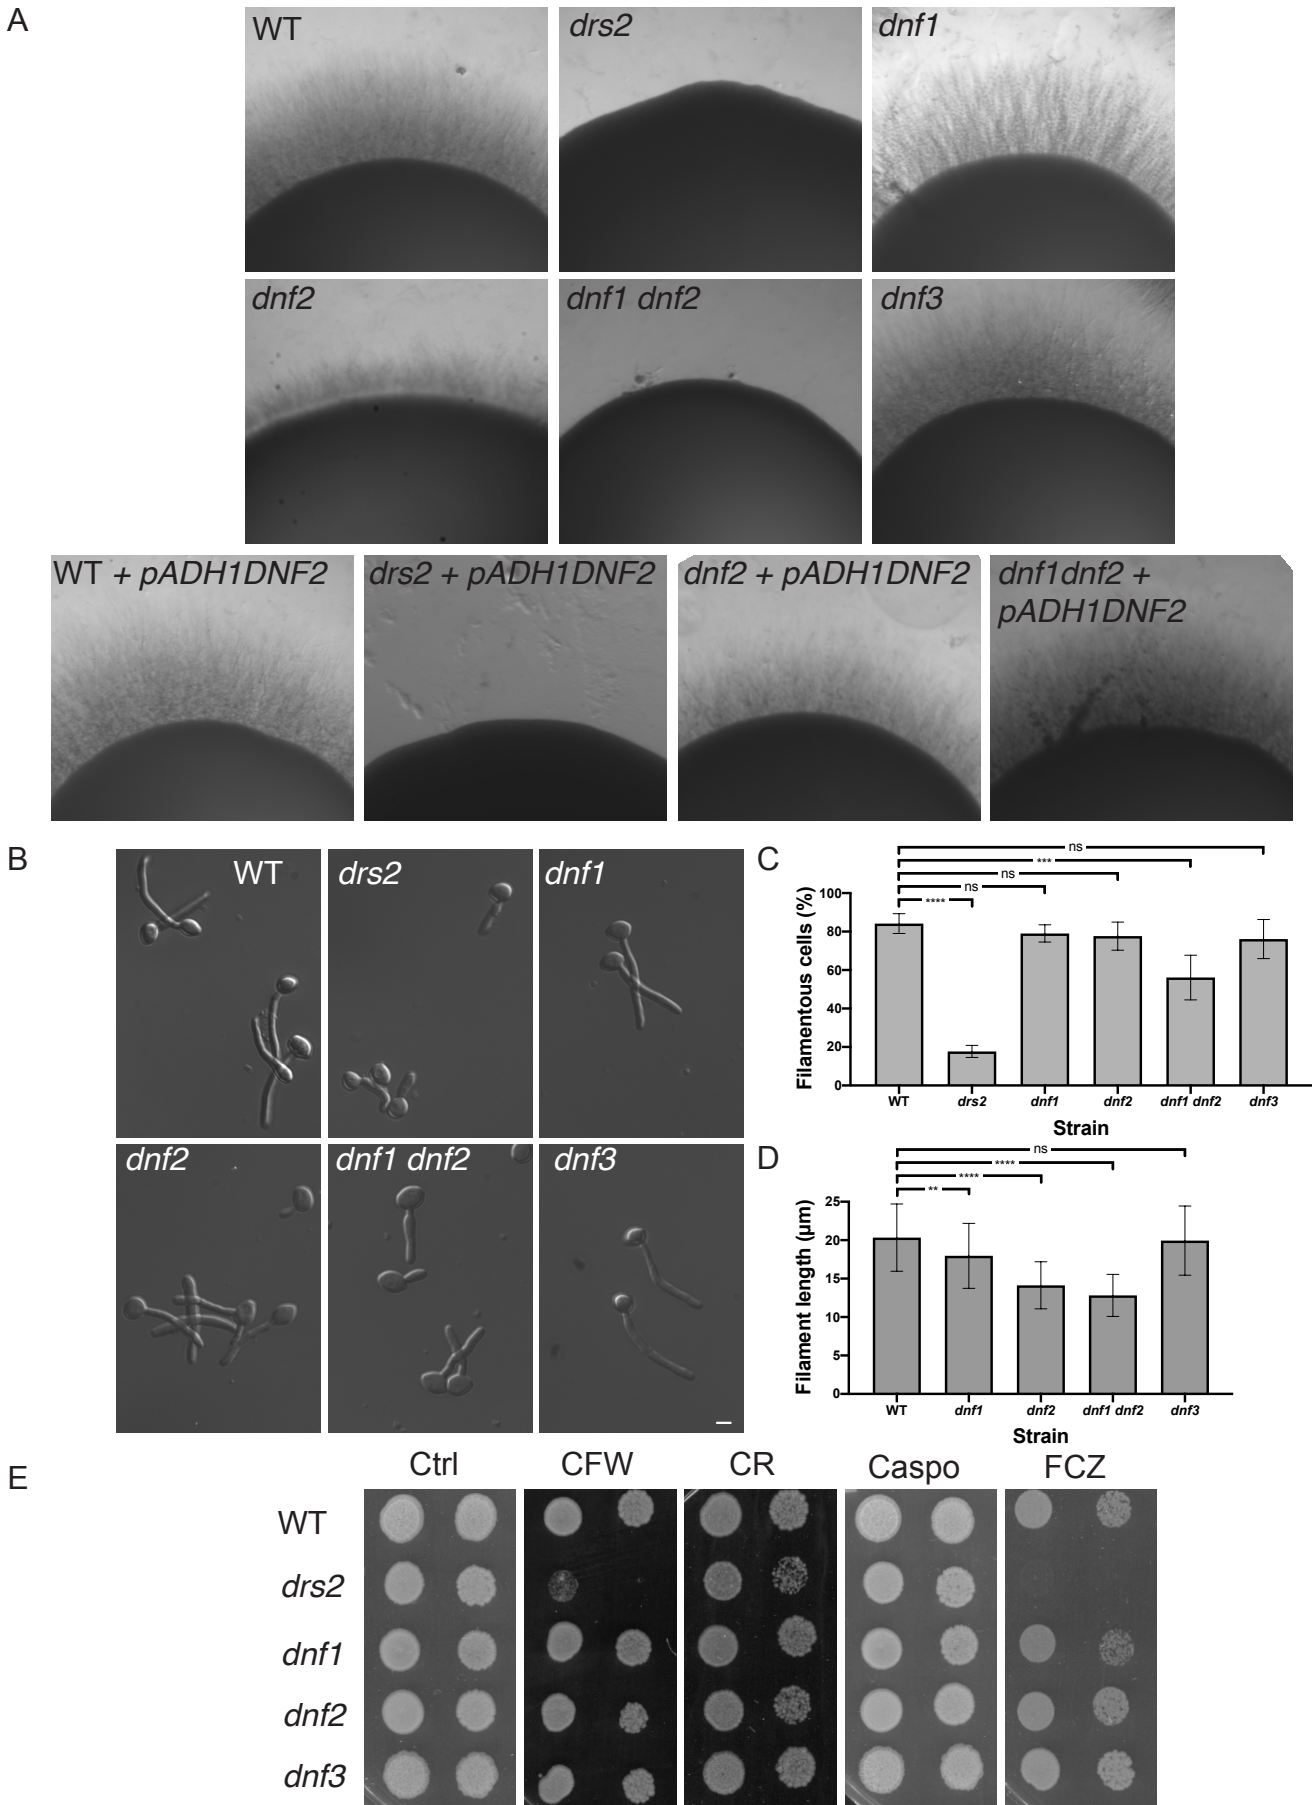 A
WT
drs2
dnf1
dnf2
dnf1 dnf2
dnf3
WT + pADH1DNF2
drs2 + pADH1DNF2
dnf2 + pADH1DNF2
dnf1dnf2 +
pADH1DNF2
B
WT
drs2
dnf1
dnf2
dnf1 dnf2
dnf3
C
ns
***
ns
ns
****
Filamentous cells (%)
100
80
60
40
20
0
WT
drs2
dnf1
dnf2
dnf1 dnf2
dnf3
Strain
D
ns
****
****
**
Filament length (µm)
25
20
15
10
5
0
WT
dnf1
dnf2
dnf1 dnf2
dnf3
Strain
E
Ctrl
CFW
CR
Caspo
FCZ
WT
drs2
dnf1
dnf2
dnf3